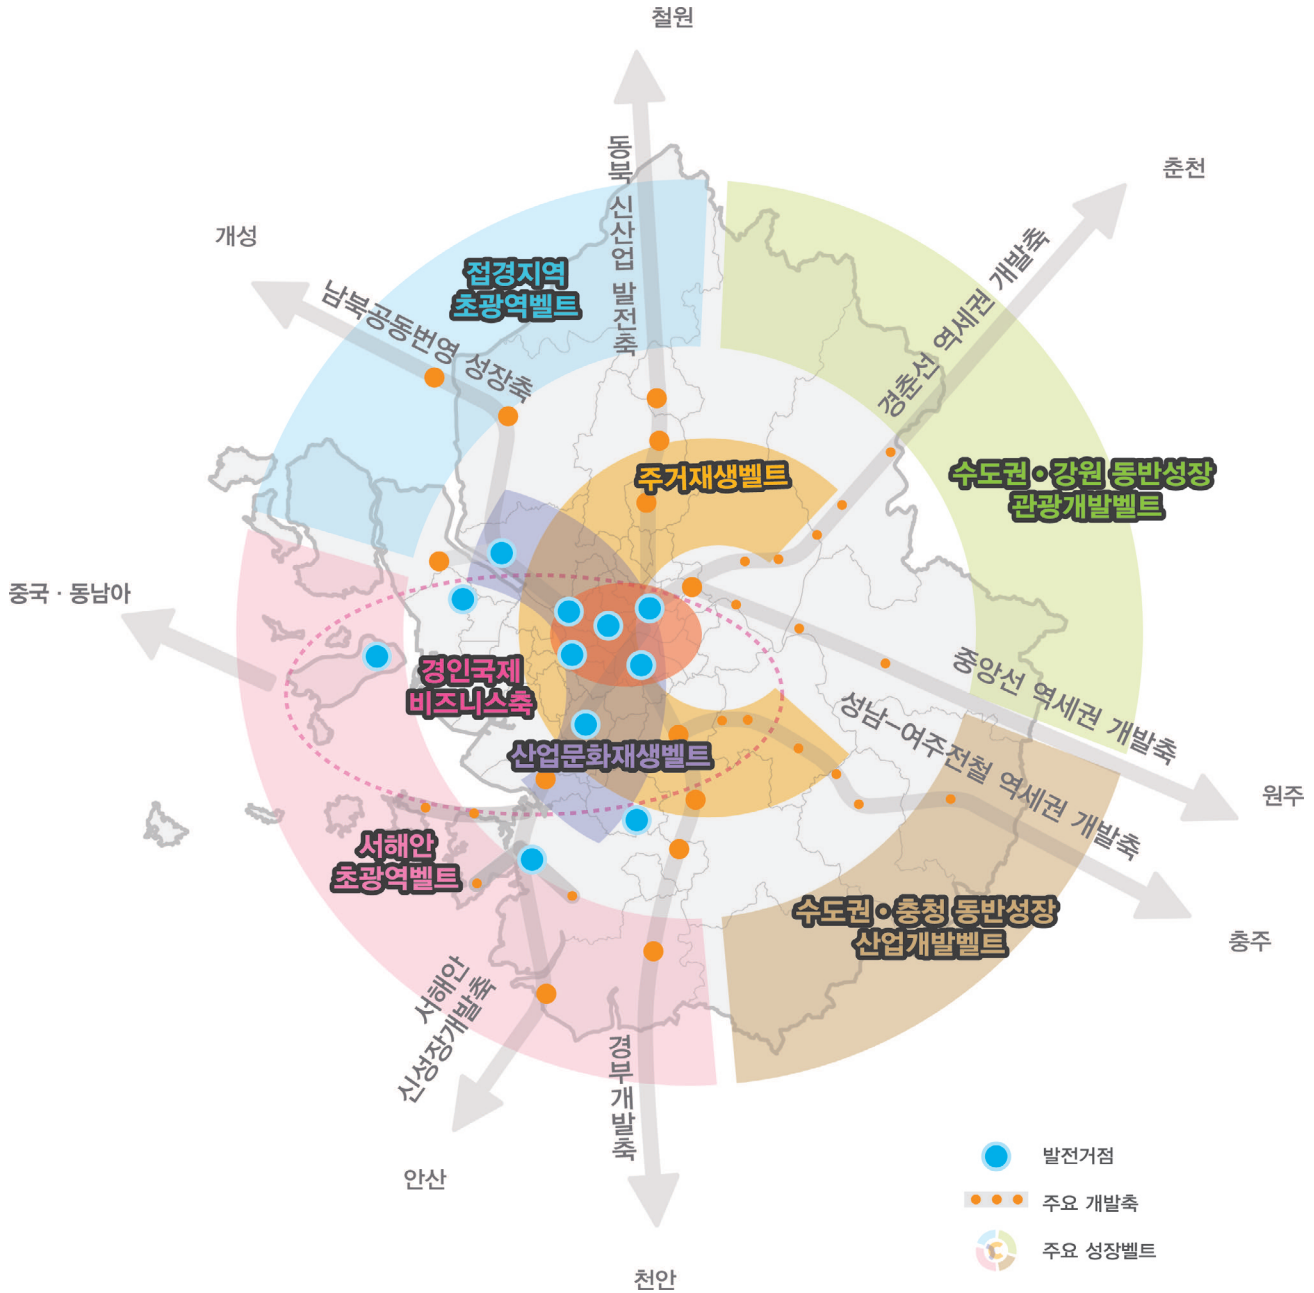 철원
춘천
개성
동북 신산업 발전축
경춘선 역세권 개발축
접경지역
초광역벨트
남북공동번영 성장축
주거재생벨트
수도권·강원 동반성장
관광개발벨트
중국·동남아
경인국제
비즈니스축
중앙선 역세권 개발축
성남-여주전철 역세권 개발축
산업문화재생벨트
원주
서해안
초광역벨트
수도권·충청 동반성장
산업개발벨트
충주
서해안
신성장개발축
경부개발축
안산
천안
발전거점
주요 개발축
주요 성장벨트